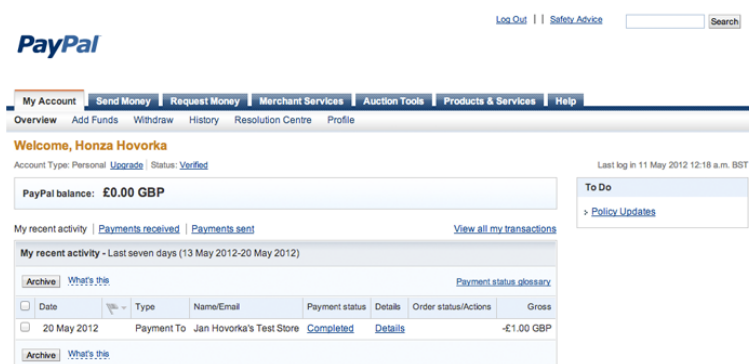 Log Out | | Safety Advice Search
PayPal
My Account Send Money Request Money Merchant Services Auction Tools Products & Services Help
Overview Add Funds Withdraw History Resolution Centre Profile
Welcome, Honza Hovorka
Account Type: Personal Upgrade | Status: Verified
Last log in 11 May 2012 12:18 a.m. BST
PayPal balance: £0.00 GBP
To Do
› Policy Updates
My recent activity | Payments received | Payments sent View all my transactions
My recent activity - Last seven days (13 May 2012-20 May 2012)
Archive What's this Payment status glossary
Date Type Name/Email Payment status Details Order status/Actions Gross
20 May 2012 Payment To Jan Hovorka's Test Store Completed Details -£1.00 GBP
Archive What's this